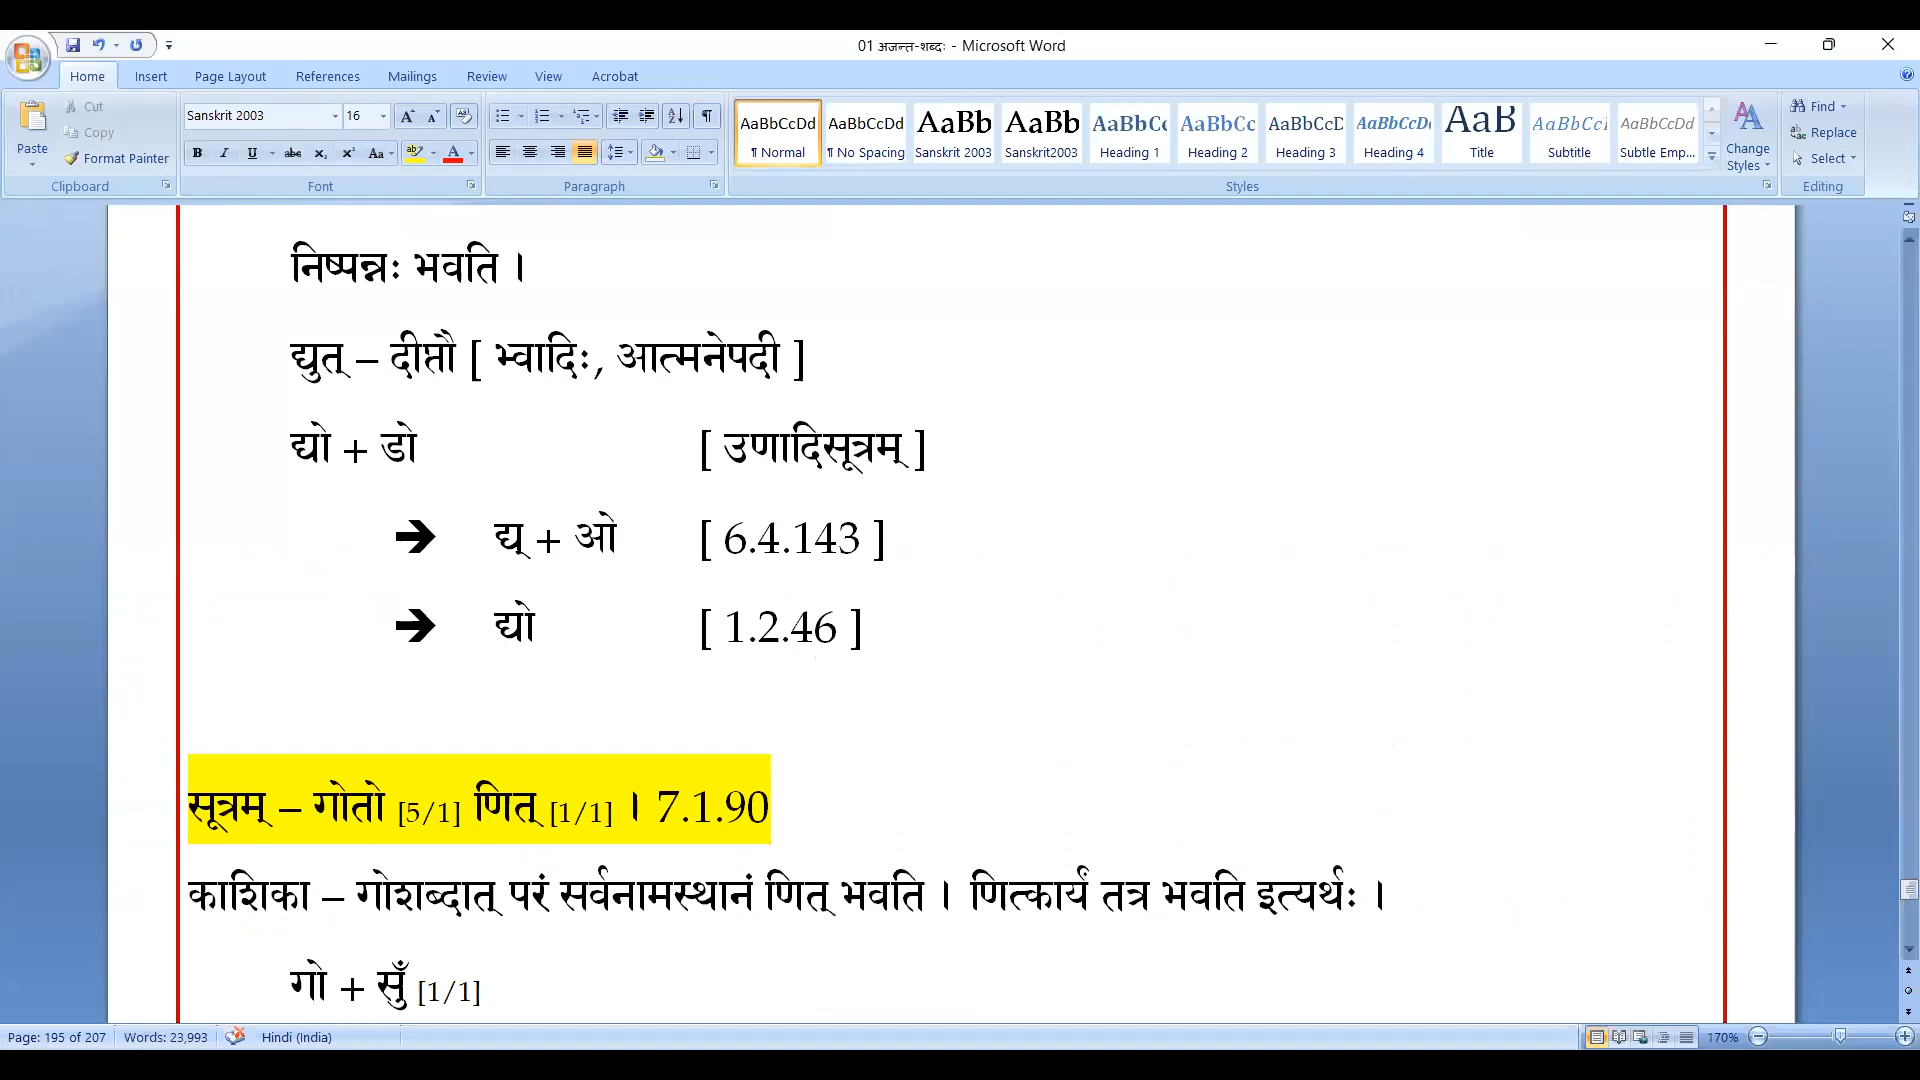 01 अजन्त-शब्दः - Microsoft Word
Home Insert Page Layout References Mailings Review View Acrobat
Paste Cut Copy Format Painter Clipboard
Sanskrit 2003 16 Font
Paragraph
AaBbCcDd AaBbCcDd AaBb AaBb AaBbCc AaBbCc AaBbCcD AaBbCcD AaB AaBbCcI AaBbCcDd
¶ Normal ¶ No Spacing Sanskrit 2003 Sanskrit2003 Heading 1 Heading 2 Heading 3 Heading 4 Title Subtitle Subtle Emp...
Styles
Change Styles
Find Replace Select Editing
निष्पन्नः भवति ।
द्युत् – दीप्तौ [ भ्वादिः, आत्मनेपदी ]
द्यो + डो [ उणादिसूत्रम् ]
➔ द्य् + ओ [ 6.4.143 ]
➔ द्यो [ 1.2.46 ]
सूत्रम् – गोतो [5/1] णित् [1/1] । 7.1.90
काशिका – गोशब्दात् परं सर्वनामस्थानं णित् भवति । णित्कार्यं तत्र भवति इत्यर्थः ।
गो + सुँ [1/1]
Page: 195 of 207 Words: 23,993 Hindi (India) 170%